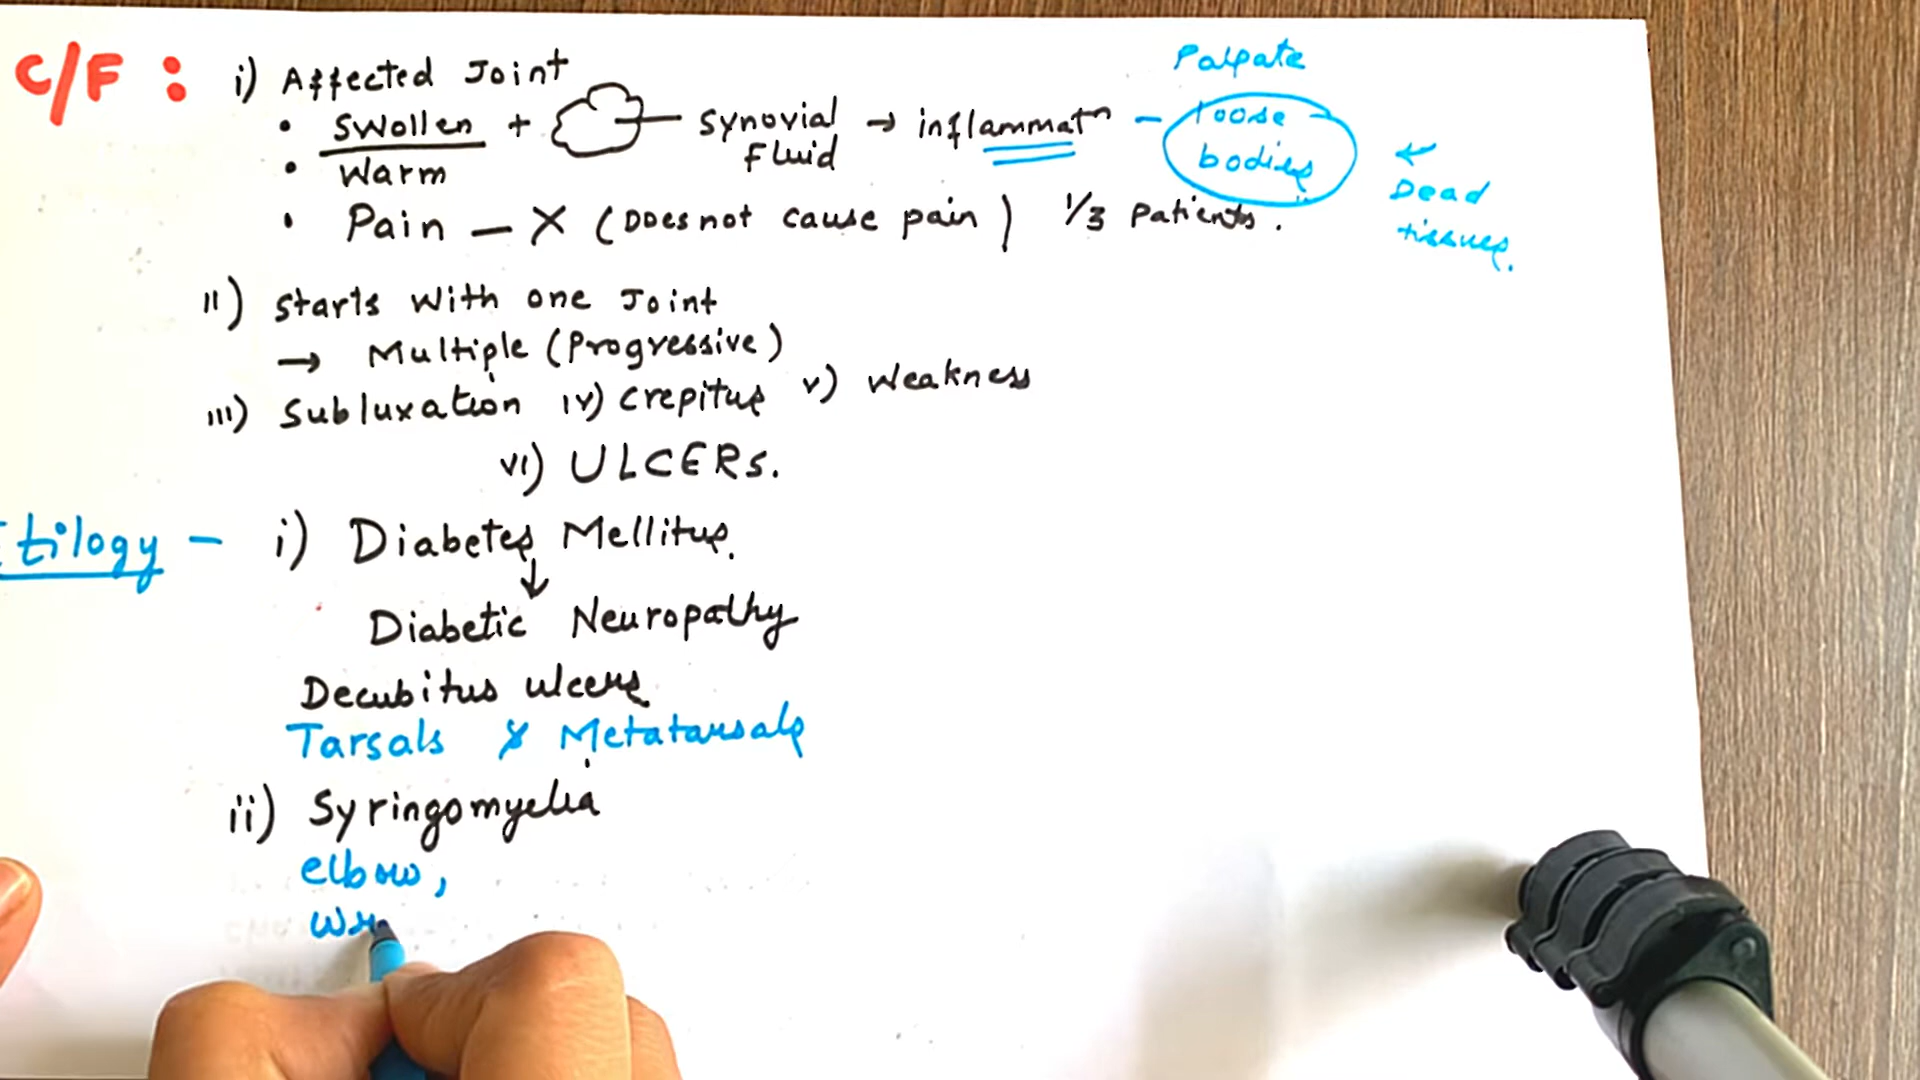 C/F : i) Affected Joint
• Swollen + synovial fluid → inflammatn – loose bodies
Palpate
← Dead tissues.
• Warm
• Pain – X (Does not cause pain) 1/3 patients.
ii) starts with one Joint
→ Multiple (Progressive)
iii) Subluxation iv) crepitus v) weakness
vi) ULCERs.
Etilogy – i) Diabetes Mellitus.
↓
Diabetic Neuropathy
Decubitus ulcers
Tarsals & Metatarsals
ii) Syringomyelia
elbow,